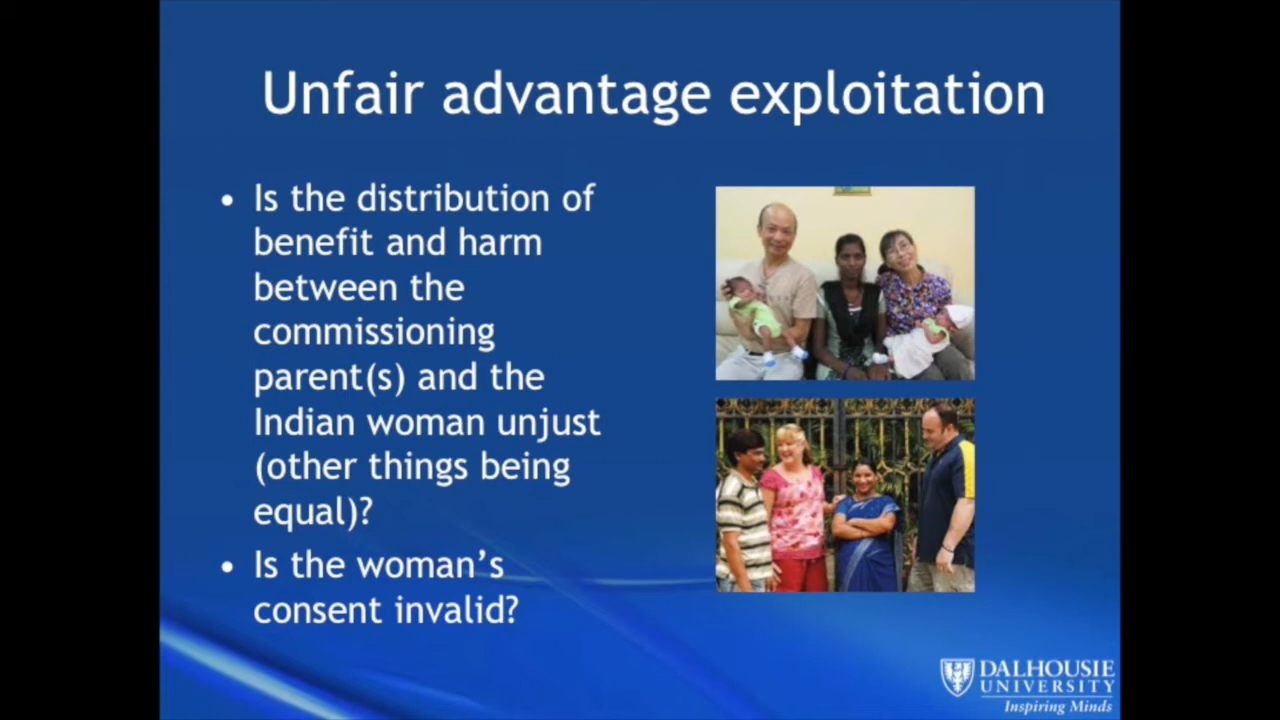 Unfair advantage exploitation
• Is the distribution of
benefit and harm
between the
commissioning
parent(s) and the
Indian woman unjust
(other things being
equal)?
• Is the woman’s
consent invalid?
DALHOUSIE
UNIVERSITY
Inspiring Minds